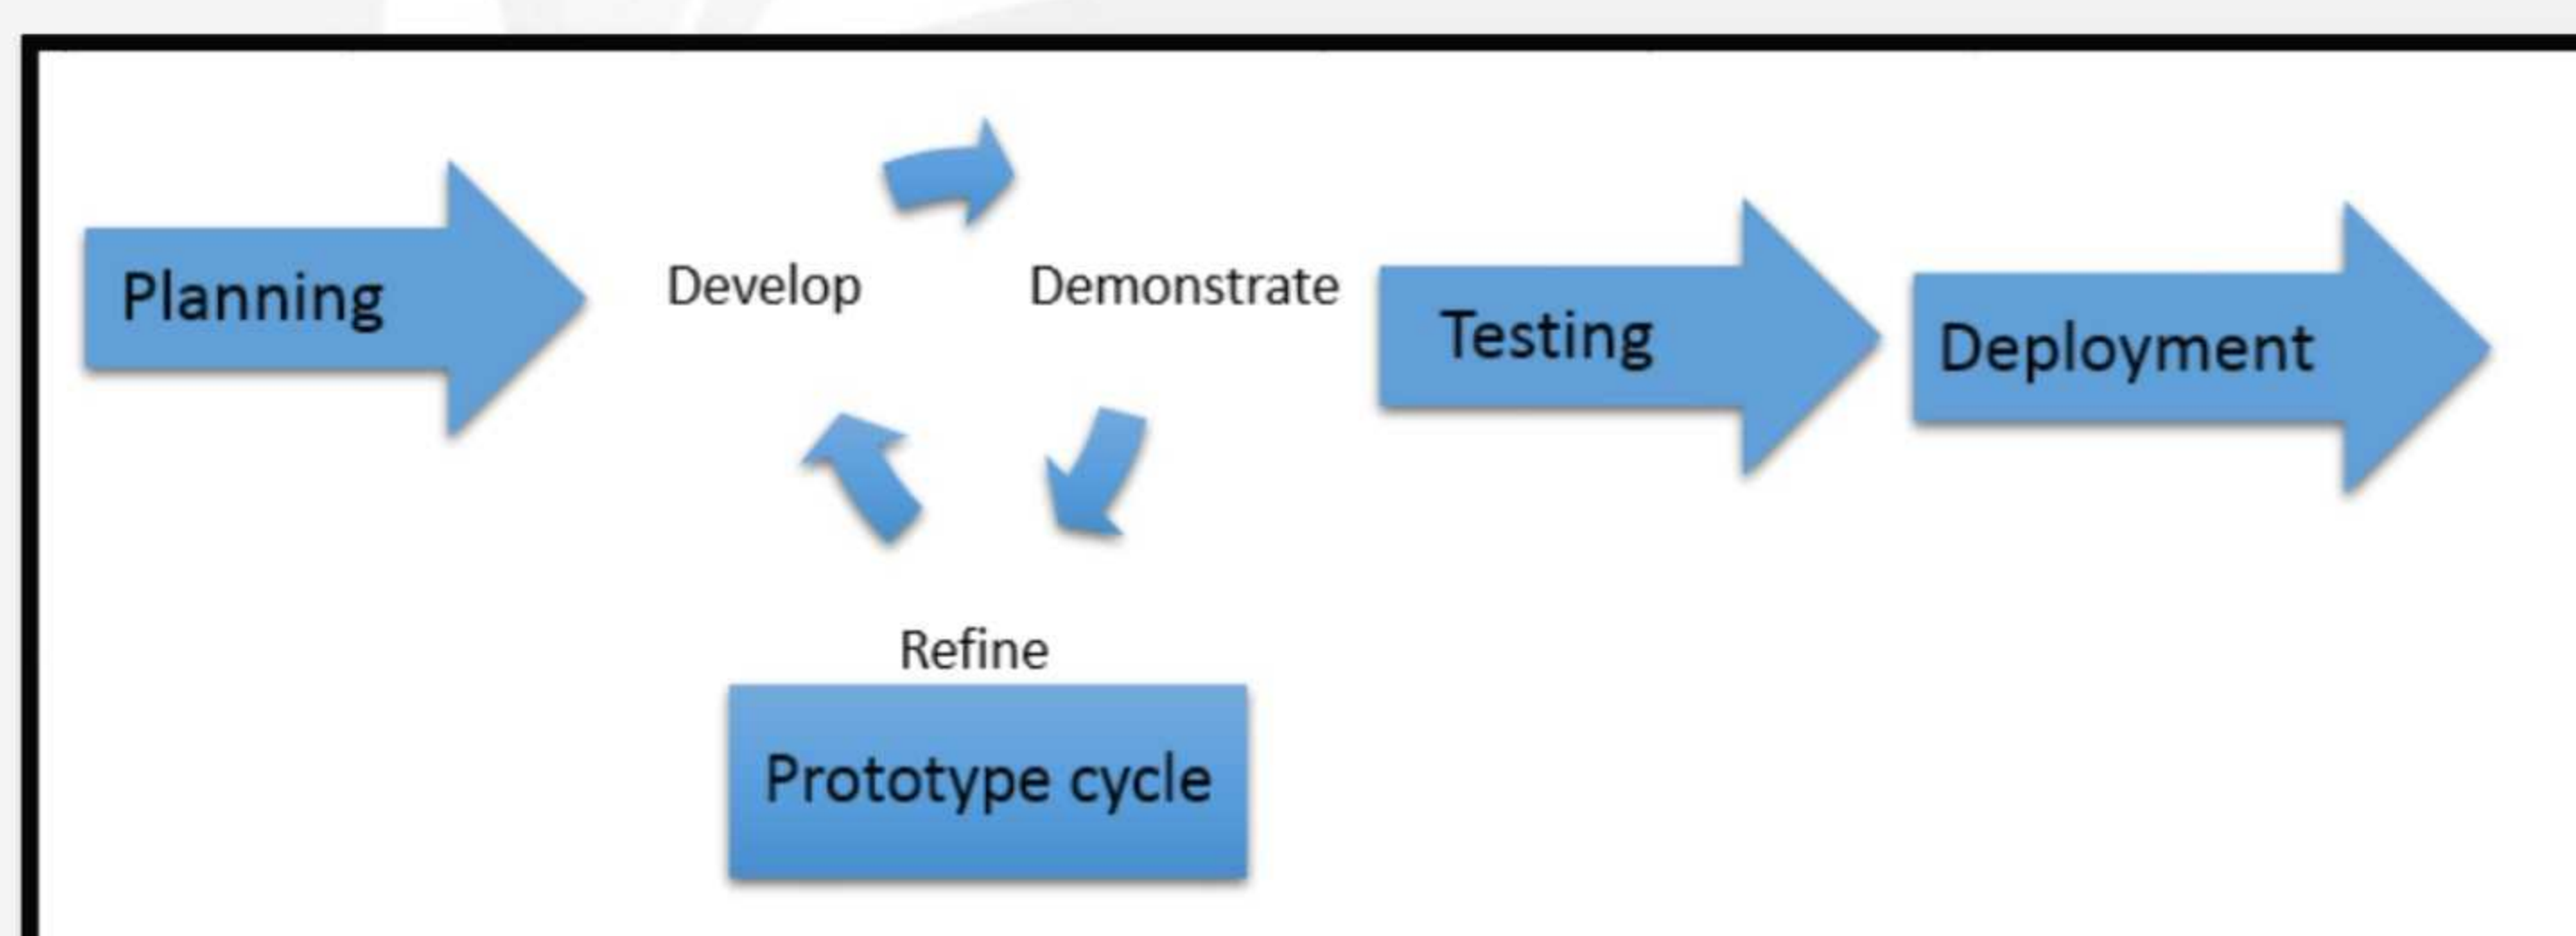 Planning
Develop
Demonstrate
Testing
Deployment
Refine
Prototype cycle